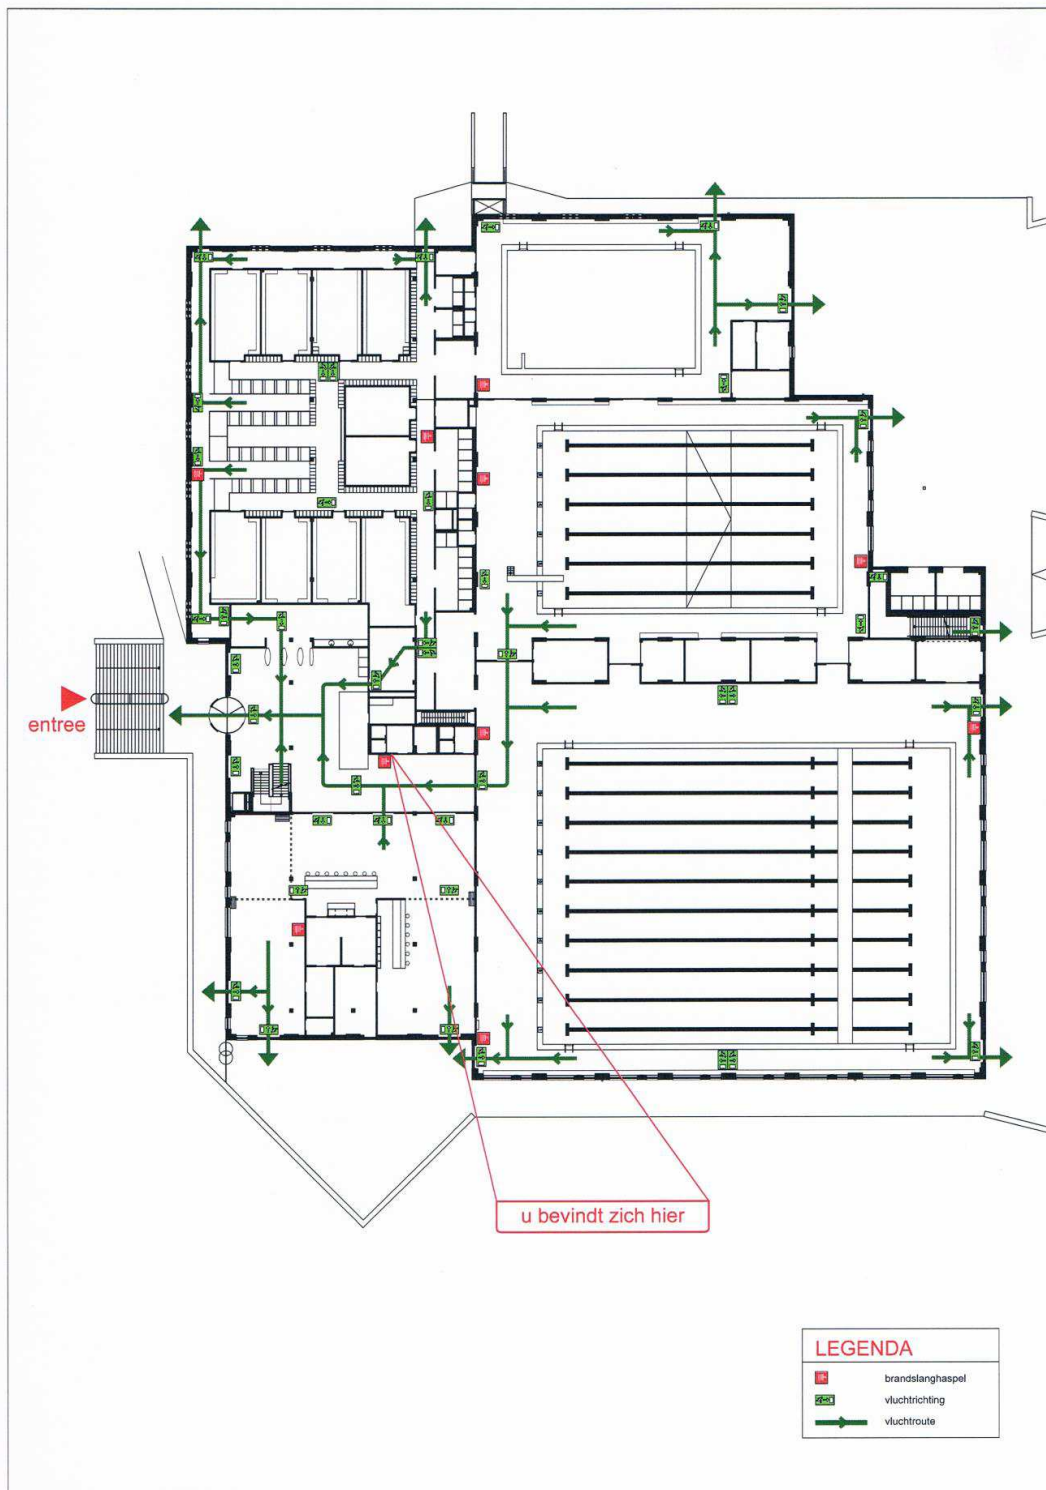 entree
u bevindt zich hier
LEGENDA
brandslanghaspel
vluchtrichting
vluchtroute